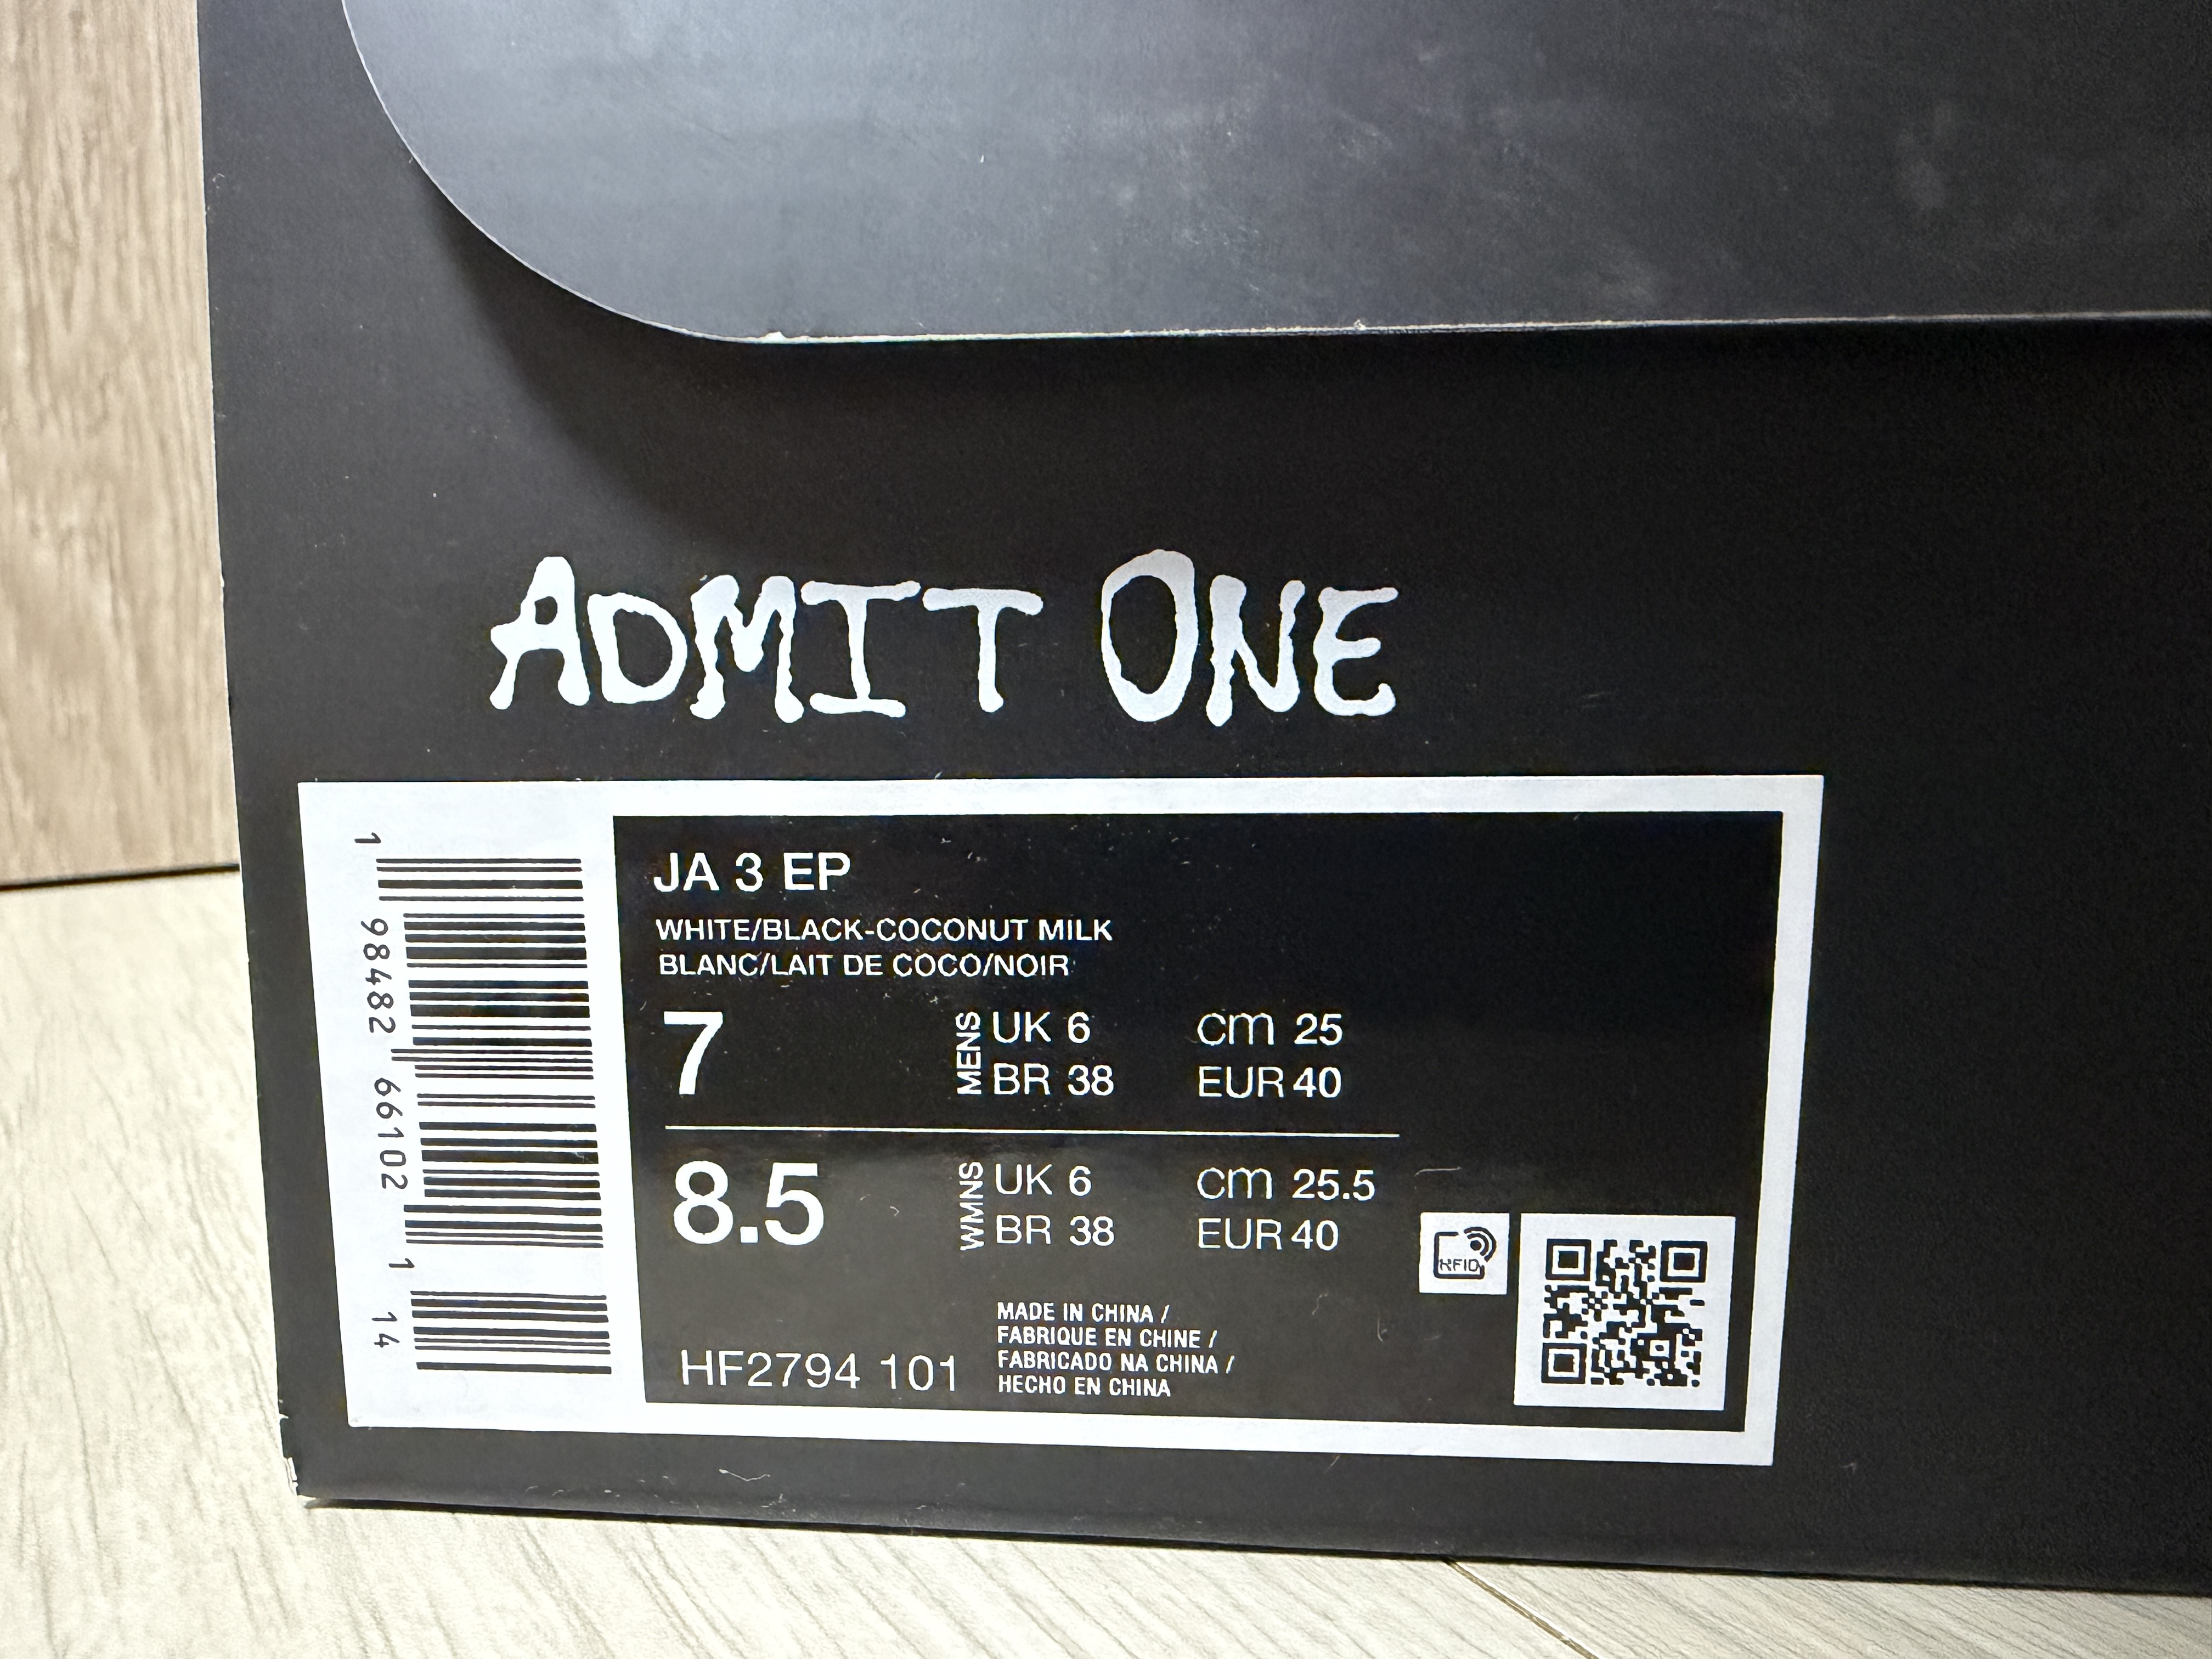 ADMIT ONE
JA 3 EP
WHITE/BLACK-COCONUT MILK
BLANC/LAIT DE COCO/NOIR
7 MENS UK 6 cm 25
BR 38 EUR 40
8.5 WMNS UK 6 cm 25.5
BR 38 EUR 40
RFID
MADE IN CHINA /
FABRIQUE EN CHINE /
FABRICADO NA CHINA /
HECHO EN CHINA
HF2794 101
1 98482 66102 1 14